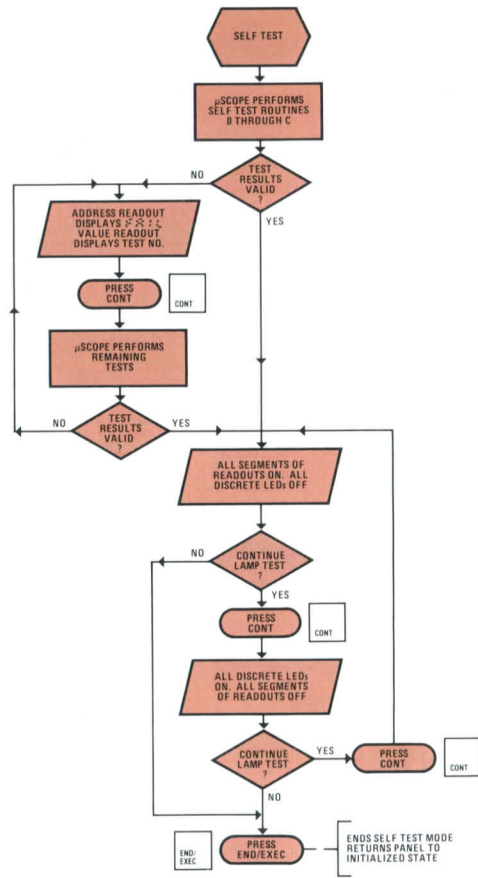 SELF TEST
µSCOPE PERFORMS
SELF TEST ROUTINES
0 THROUGH C
TEST
RESULTS
VALID
?
NO
YES
ADDRESS READOUT
DISPLAYS FAIL
VALUE READOUT
DISPLAYS TEST NO.
PRESS
CONT
CONT
µSCOPE PERFORMS
REMAINING
TESTS
TEST
RESULTS
VALID
?
NO
YES
ALL SEGMENTS OF
READOUTS ON. ALL
DISCRETE LEDs OFF
CONTINUE
LAMP TEST
?
NO
YES
PRESS
CONT
CONT
ALL DISCRETE LEDs
ON. ALL SEGMENTS
OF READOUTS OFF
CONTINUE
LAMP TEST
?
YES
PRESS
CONT
CONT
NO
END/
EXEC
PRESS
END/EXEC
ENDS SELF TEST MODE
RETURNS PANEL TO
INITIALIZED STATE